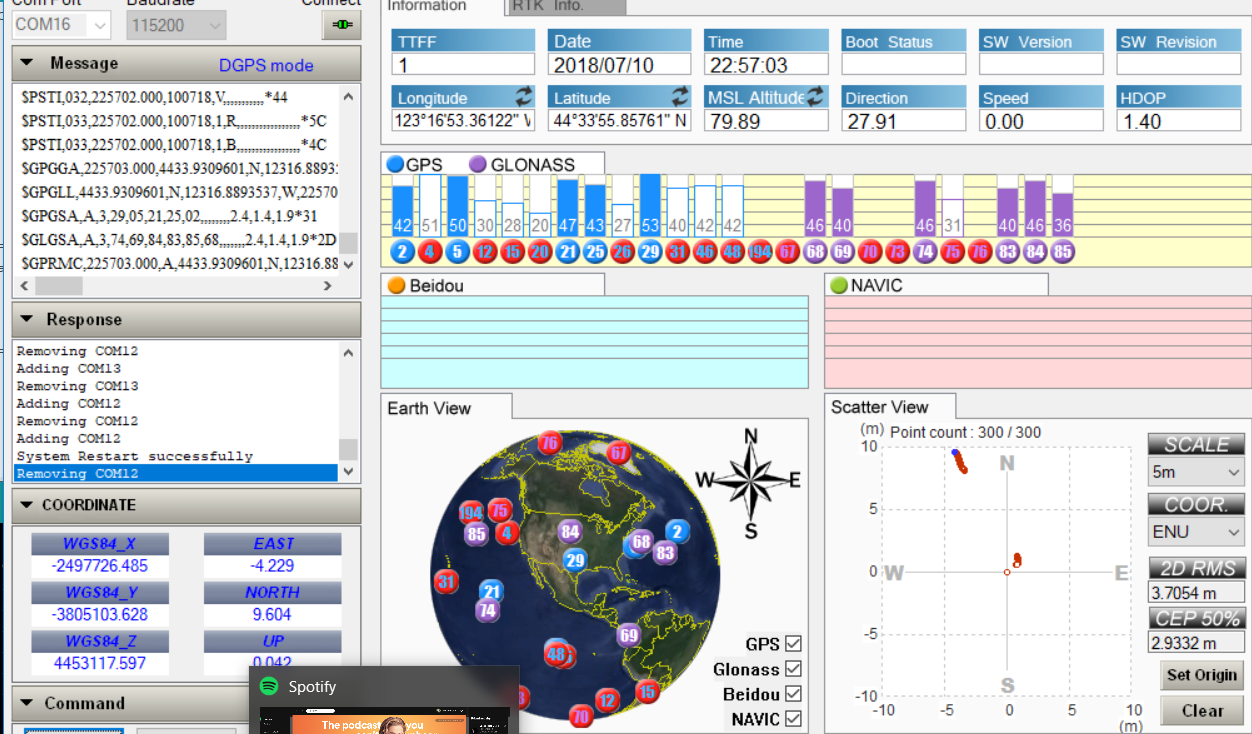 Com Port Baudrate Connect
COM16 115200
Message DGPS mode
$PSTI,032,225702.000,100718,V,,,,,,,,,,,,*44
$PSTI,033,225702.000,100718,1,R,,,,,,,,,,,,,,,,,,*5C
$PSTI,033,225702.000,100718,1,B,,,,,,,,,,,,,,,,,,*4C
$GPGGA,225703.000,4433.9309601,N,12316.8893
$GPGLL,4433.9309601,N,12316.8893537,W,22570
$GPGSA,A,3,29,05,21,25,02,,,,,,,,2.4,1.4,1.9*31
$GLGSA,A,3,74,69,84,83,85,68,,,,,,,2.4,1.4,1.9*2D
$GPRMC,225703.000,A,4433.9309601,N,12316.88
Response
Removing COM12
Adding COM13
Removing COM13
Adding COM12
Removing COM12
Adding COM12
System Restart successfully
Removing COM12
COORDINATE
WGS84_X EAST
-2497726.485 -4.229
WGS84_Y NORTH
-3805103.628 9.604
WGS84_Z UP
4453117.597 0.042
Command
Spotify
The podcast you
Information RTK Info.
TTFF Date Time Boot Status SW Version SW Revision
1 2018/07/10 22:57:03
Longitude Latitude MSL Altitude Direction Speed HDOP
123°16'53.36122" 44°33'55.85761" N 79.89 27.91 0.00 1.40
GPS GLONASS
42 51 50 30 28 20 47 43 27 53 40 42 42 46 40 46 31 40 46 36
2 4 5 12 15 20 21 25 26 29 31 46 48 194 67 68 69 70 73 74 75 76 83 84 85
Beidou
NAVIC
Earth View
76
67
194 75
85 4 84 68 2
83
29
31
21
74
69
48
15
12
70
N
W E
S
GPS
Glonass
Beidou
NAVIC
Scatter View
(m) Point count : 300 / 300
10
5
0
-5
-10
N
W E
S
-10 -5 0 5 10
(m)
SCALE
5m
COOR.
ENU
2D RMS
3.7054 m
CEP 50%
2.9332 m
Set Origin
Clear